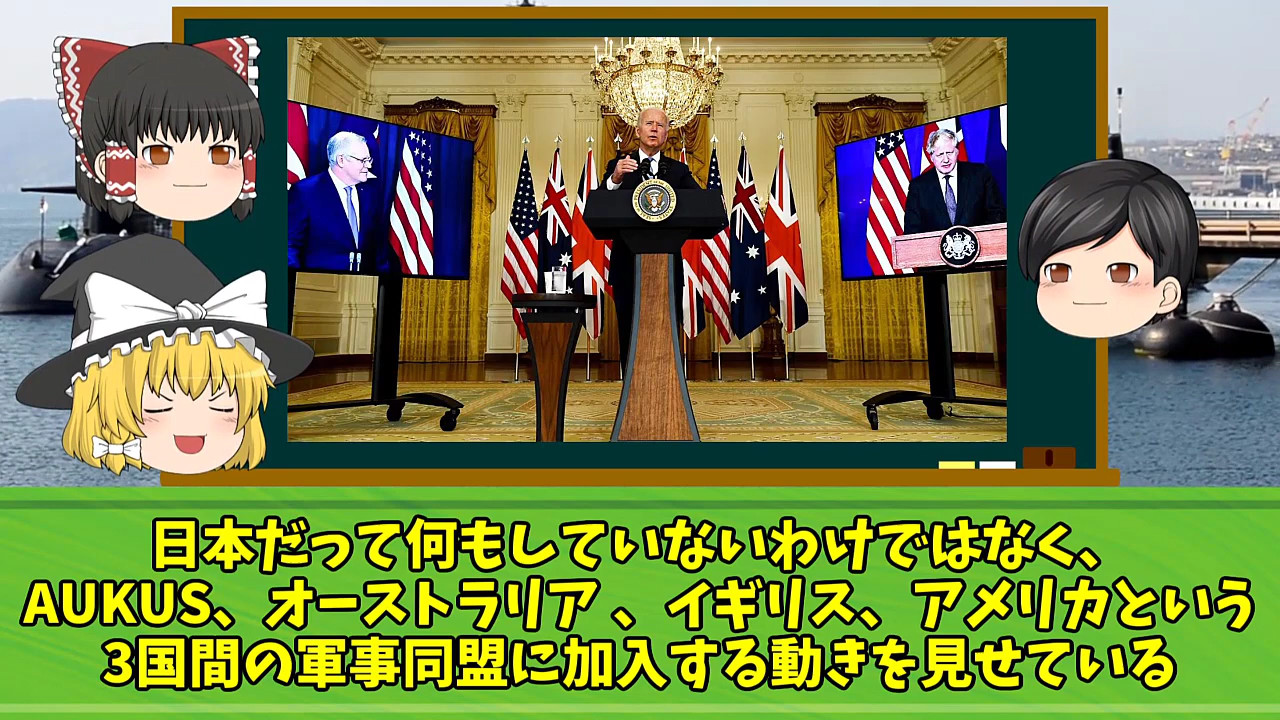 日本だって何もしていないわけではなく、
AUKUS、オーストラリア、イギリス、アメリカという
3国間の軍事同盟に加入する動きを見せている